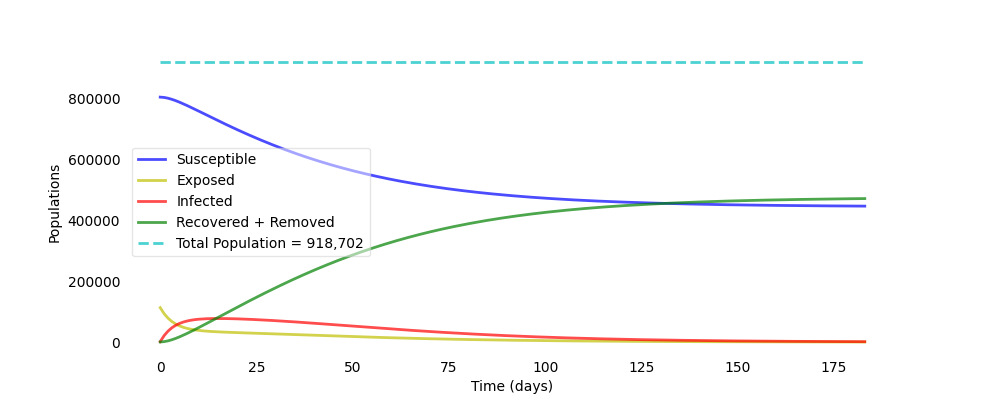 800000
600000
400000
200000
0
Populations
Susceptible
Exposed
Infected
Recovered + Removed
Total Population = 918,702
0 25 50 75 100 125 150 175
Time (days)